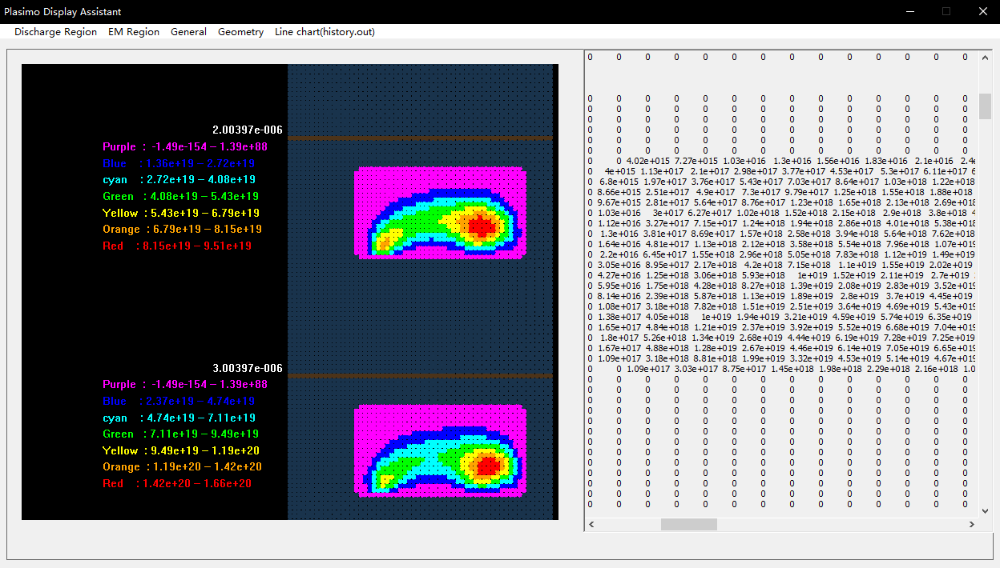 Plasimo Display Assistant
Discharge Region EM Region General Geometry Line chart(history.out)
2.00397e-006
Purple : -1.49e-154 – 1.39e+88
Blue : 1.36e+19 – 2.72e+19
cyan : 2.72e+19 – 4.08e+19
Green : 4.08e+19 – 5.43e+19
Yellow : 5.43e+19 – 6.79e+19
Orange : 6.79e+19 – 8.15e+19
Red : 8.15e+19 – 9.51e+19
3.00397e-006
Purple : -1.49e-154 – 1.39e+88
Blue : 2.37e+19 – 4.74e+19
cyan : 4.74e+19 – 7.11e+19
Green : 7.11e+19 – 9.49e+19
Yellow : 9.49e+19 – 1.19e+20
Orange : 1.19e+20 – 1.42e+20
Red : 1.42e+20 – 1.66e+20
0 0 0 0 0 0 0 0 0 0 0 0 0 0
0 0 0 0 0 0 0 0 0 0 0 0 0 0
0 0 0 0 0 0 0 0 0 0 0 0 0 0
0 0 0 0 0 0 0 0 0 0 0 0 0 0
0 0 0 0 0 0 0 0 0 0 0 0 0 0
0 0 0 0 0 0 0 0 0 0 0 0 0 0
0 0 0 0 0 0 0 0 0 0 0 0 0 0
0 0 4.02e+015 7.27e+015 1.03e+016 1.3e+016 1.56e+016 1.83e+016 2.1e+016 2.4e
0 4e+015 1.13e+017 2.1e+017 2.98e+017 3.77e+017 4.53e+017 5.3e+017 6.11e+017 6
0 6.8e+015 1.97e+017 3.76e+017 5.43e+017 7.03e+017 8.64e+017 1.03e+018 1.22e+018
0 8.66e+015 2.51e+017 4.9e+017 7.3e+017 9.79e+017 1.25e+018 1.55e+018 1.88e+018
0 9.67e+015 2.81e+017 5.64e+017 8.76e+017 1.23e+018 1.65e+018 2.13e+018 2.69e+018
0 1.03e+016 3e+017 6.27e+017 1.02e+018 1.52e+018 2.15e+018 2.9e+018 3.8e+018 4
0 1.12e+016 3.27e+017 7.15e+017 1.24e+018 1.94e+018 2.86e+018 4.01e+018 5.38e+018
0 1.3e+016 3.81e+017 8.69e+017 1.57e+018 2.58e+018 3.94e+018 5.64e+018 7.62e+018
0 1.64e+016 4.81e+017 1.13e+018 2.12e+018 3.58e+018 5.54e+018 7.96e+018 1.07e+019
0 2.2e+016 6.45e+017 1.55e+018 2.96e+018 5.05e+018 7.83e+018 1.12e+019 1.49e+019
0 3.05e+016 8.95e+017 2.17e+018 4.2e+018 7.15e+018 1.1e+019 1.55e+019 2.02e+019
0 4.27e+016 1.25e+018 3.06e+018 5.93e+018 1e+019 1.52e+019 2.11e+019 2.7e+019
0 5.95e+016 1.75e+018 4.28e+018 8.27e+018 1.39e+019 2.08e+019 2.83e+019 3.52e+019
0 8.14e+016 2.39e+018 5.87e+018 1.13e+019 1.89e+019 2.8e+019 3.7e+019 4.45e+019
0 1.08e+017 3.18e+018 7.82e+018 1.51e+019 2.51e+019 3.64e+019 4.69e+019 5.43e+019
0 1.38e+017 4.05e+018 1e+019 1.94e+019 3.21e+019 4.59e+019 5.74e+019 6.35e+019
0 1.65e+017 4.84e+018 1.21e+019 2.37e+019 3.92e+019 5.52e+019 6.68e+019 7.04e+019
0 1.8e+017 5.26e+018 1.34e+019 2.68e+019 4.44e+019 6.19e+019 7.28e+019 7.25e+019
0 1.67e+017 4.88e+018 1.28e+019 2.67e+019 4.46e+019 6.14e+019 7.05e+019 6.65e+019
0 1.09e+017 3.18e+018 8.81e+018 1.99e+019 3.32e+019 4.53e+019 5.14e+019 4.67e+019
0 0 1.09e+017 3.03e+017 8.75e+017 1.45e+018 1.98e+018 2.29e+018 2.16e+018 1.0
0 0 0 0 0 0 0 0 0 0 0 0 0 0
0 0 0 0 0 0 0 0 0 0 0 0 0 0
0 0 0 0 0 0 0 0 0 0 0 0 0 0
0 0 0 0 0 0 0 0 0 0 0 0 0 0
0 0 0 0 0 0 0 0 0 0 0 0 0 0
0 0 0 0 0 0 0 0 0 0 0 0 0 0
0 0 0 0 0 0 0 0 0 0 0 0 0 0
0 0 0 0 0 0 0 0 0 0 0 0 0 0
0 0 0 0 0 0 0 0 0 0 0 0 0 0
0 0 0 0 0 0 0 0 0 0 0 0 0 0
0 0 0 0 0 0 0 0 0 0 0 0 0 0
0 0 0 0 0 0 0 0 0 0 0 0 0 0
0 0 0 0 0 0 0 0 0 0 0 0 0 0